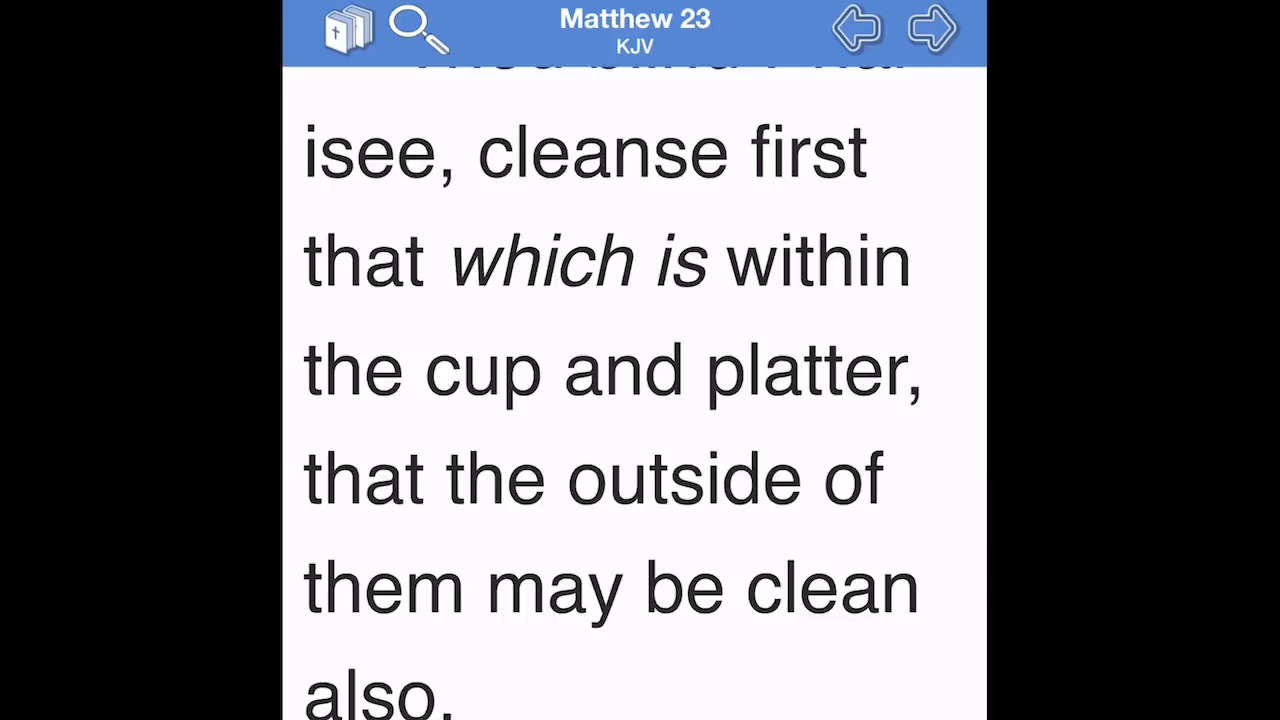 Matthew 23
KJV
isee, cleanse first
that which is within
the cup and platter,
that the outside of
them may be clean
also.